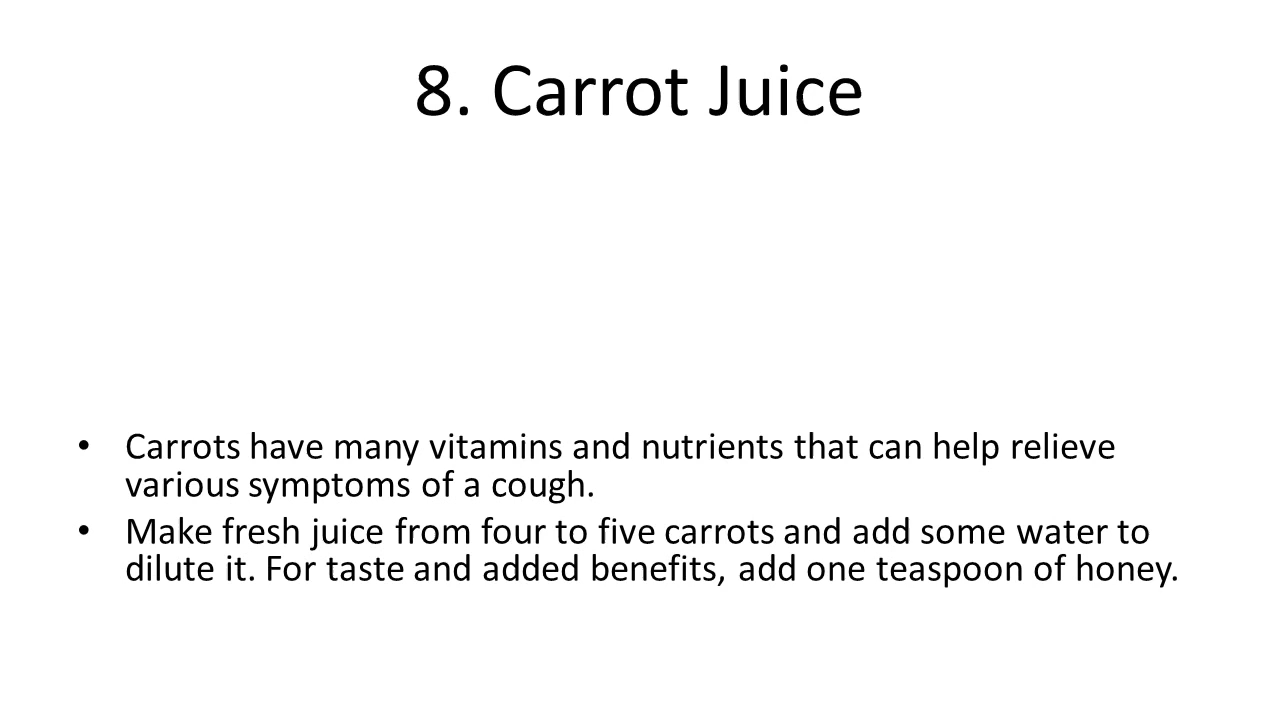 8. Carrot Juice
• Carrots have many vitamins and nutrients that can help relieve
various symptoms of a cough.
• Make fresh juice from four to five carrots and add some water to
dilute it. For taste and added benefits, add one teaspoon of honey.